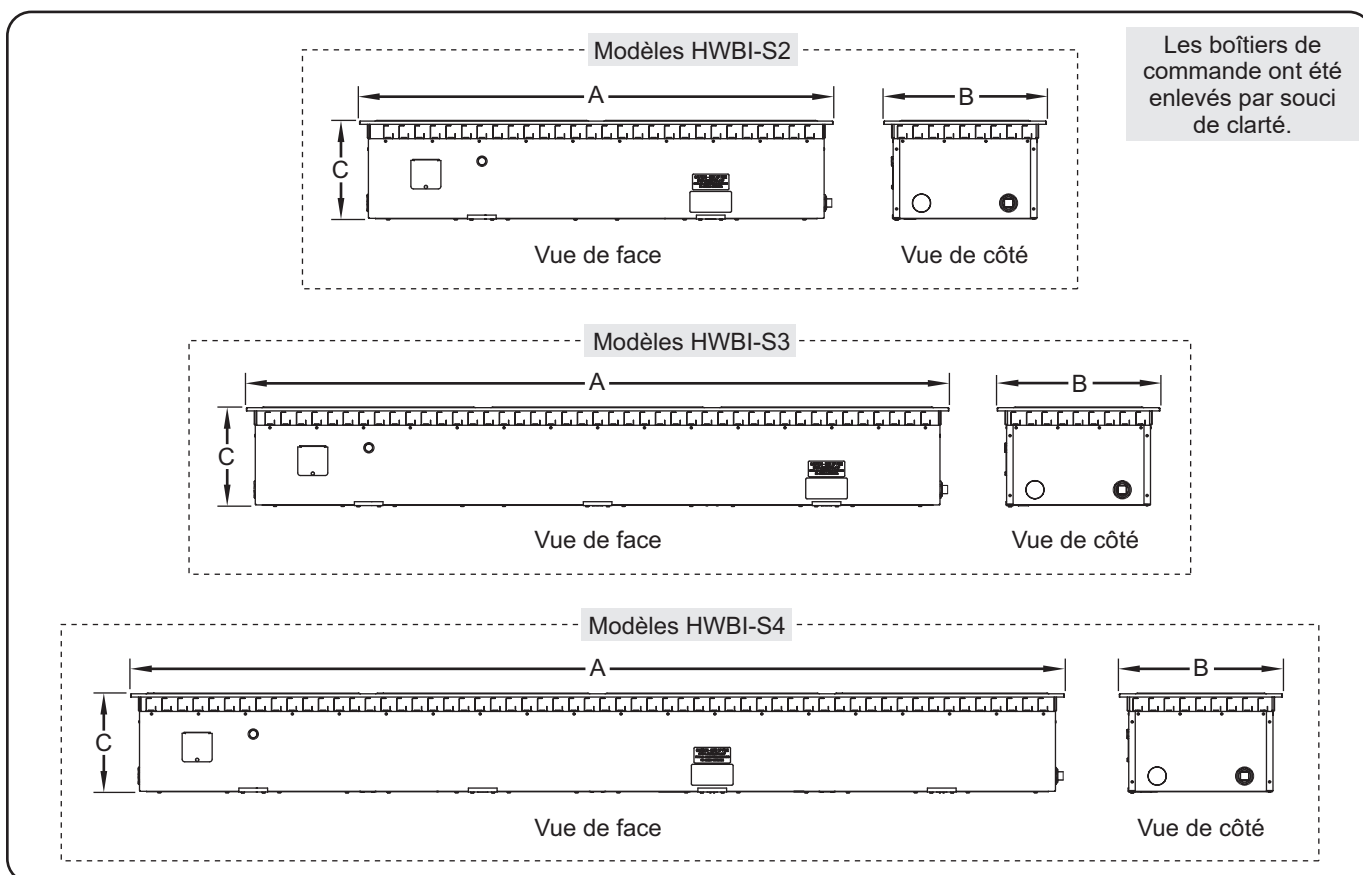 Modèles HWBI-S2
Les boîtiers de
commande ont été
enlevés par souci
de clarté.
A
B
C
Vue de face
Vue de côté
Modèles HWBI-S3
A
B
C
Vue de face
Vue de côté
Modèles HWBI-S4
A
B
C
Vue de face
Vue de côté